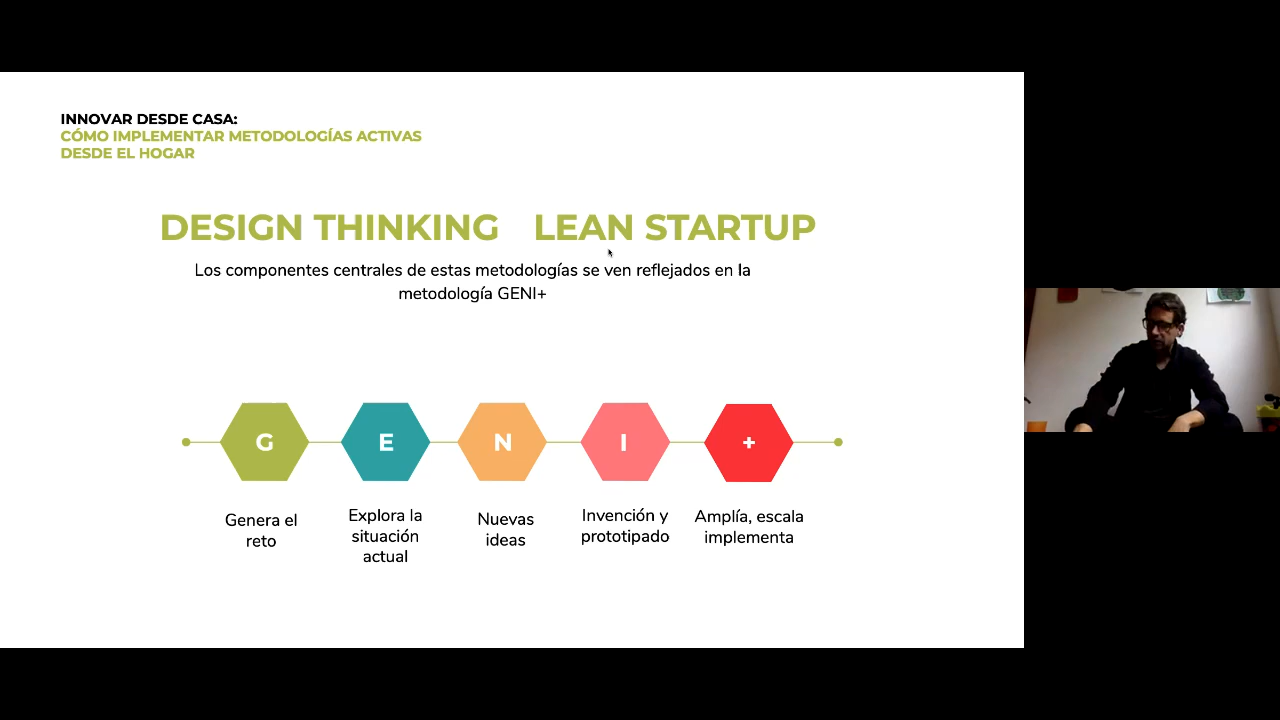 INNOVAR DESDE CASA:
CÓMO IMPLEMENTAR METODOLOGÍAS ACTIVAS
DESDE EL HOGAR
DESIGN THINKING LEAN STARTUP
Los componentes centrales de estas metodologías se ven reflejados en la
metodología GENI+
G
E
N
I
+
Genera el
reto
Explora la
situación
actual
Nuevas
ideas
Invención y
prototipado
Amplía, escala
implementa